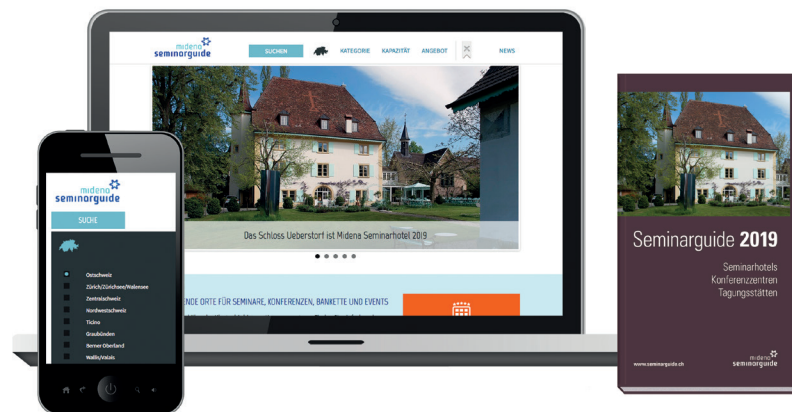 midena
seminarguide
SUCHEN
KATEGORIE
KAPAZITÄT
ANGEBOT
NEWS
Das Schloss Ueberstorf ist Midena Seminarhotel 2019
ENDE ORTE FÜR SEMINARE, KONFERENZEN, BANKETTE UND EVENTS
midena
seminarguide
SUCHE
Ostschweiz
Zürich/Zürichsee/Walensee
Zentralschweiz
Nordwestschweiz
Ticino
Graubünden
Berner Oberland
Wallis/Valais
Seminarguide 2019
Seminarhotels
Konferenzzentren
Tagungsstätten
www.seminarguide.ch
midena
seminarguide